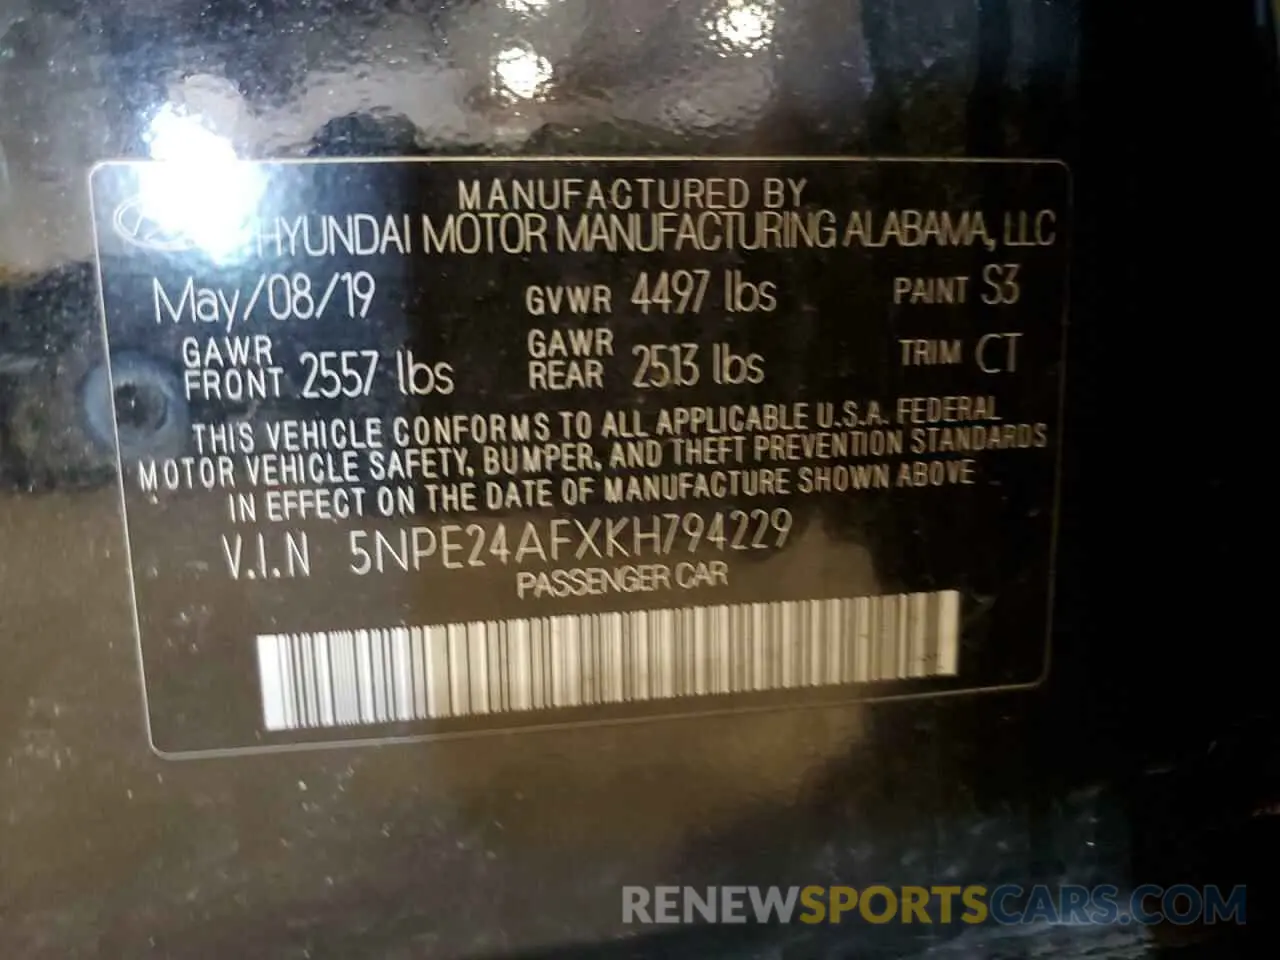 MANUFACTURED BY
HYUNDAI MOTOR MANUFACTURING ALABAMA, LLC
May/08/19 GVWR 4497 lbs PAINT S3
GAWR FRONT 2557 lbs GAWR REAR 2513 lbs TRIM CT
THIS VEHICLE CONFORMS TO ALL APPLICABLE U.S.A. FEDERAL
MOTOR VEHICLE SAFETY, BUMPER, AND THEFT PREVENTION STANDARDS
IN EFFECT ON THE DATE OF MANUFACTURE SHOWN ABOVE
V.I.N 5NPE24AFXKH794229
PASSENGER CAR
RENEWSPORTSCARS.COM